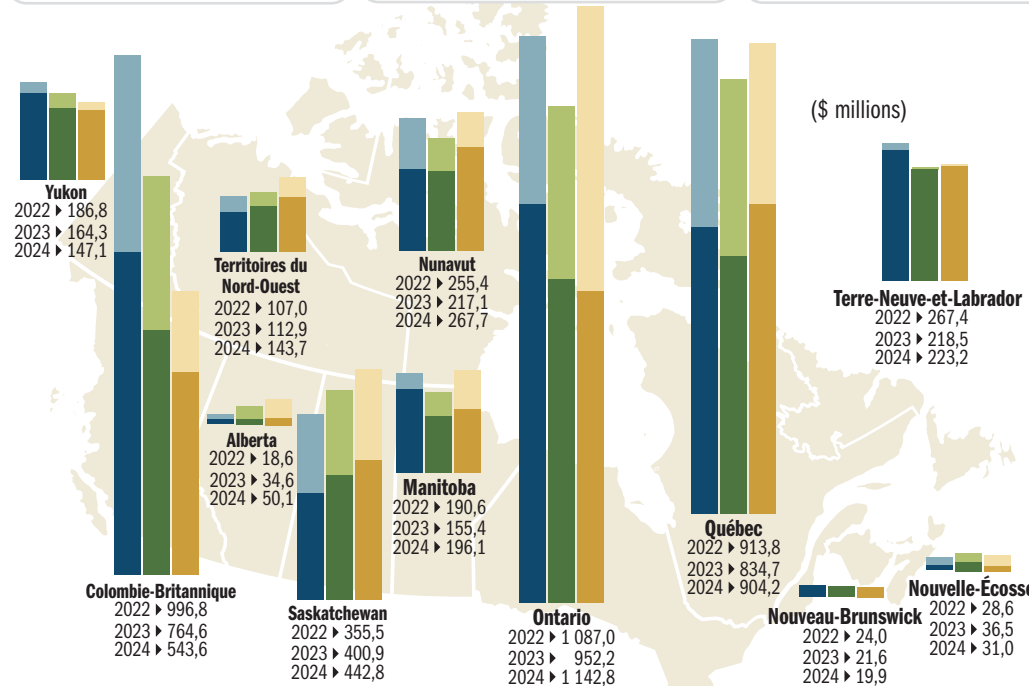 ($ millions)
Yukon
2022 ▸ 186,8
2023 ▸ 164,3
2024 ▸ 147,1
Territoires du
Nord-Ouest
2022 ▸ 107,0
2023 ▸ 112,9
2024 ▸ 143,7
Nunavut
2022 ▸ 255,4
2023 ▸ 217,1
2024 ▸ 267,7
Terre-Neuve-et-Labrador
2022 ▸ 267,4
2023 ▸ 218,5
2024 ▸ 223,2
Alberta
2022 ▸ 18,6
2023 ▸ 34,6
2024 ▸ 50,1
Manitoba
2022 ▸ 190,6
2023 ▸ 155,4
2024 ▸ 196,1
Québec
2022 ▸ 913,8
2023 ▸ 834,7
2024 ▸ 904,2
Colombie-Britannique
2022 ▸ 996,8
2023 ▸ 764,6
2024 ▸ 543,6
Saskatchewan
2022 ▸ 355,5
2023 ▸ 400,9
2024 ▸ 442,8
Ontario
2022 ▸ 1 087,0
2023 ▸ 952,2
2024 ▸ 1 142,8
Nouveau-Brunswick
2022 ▸ 24,0
2023 ▸ 21,6
2024 ▸ 19,9
Nouvelle-Écosse
2022 ▸ 28,6
2023 ▸ 36,5
2024 ▸ 31,0